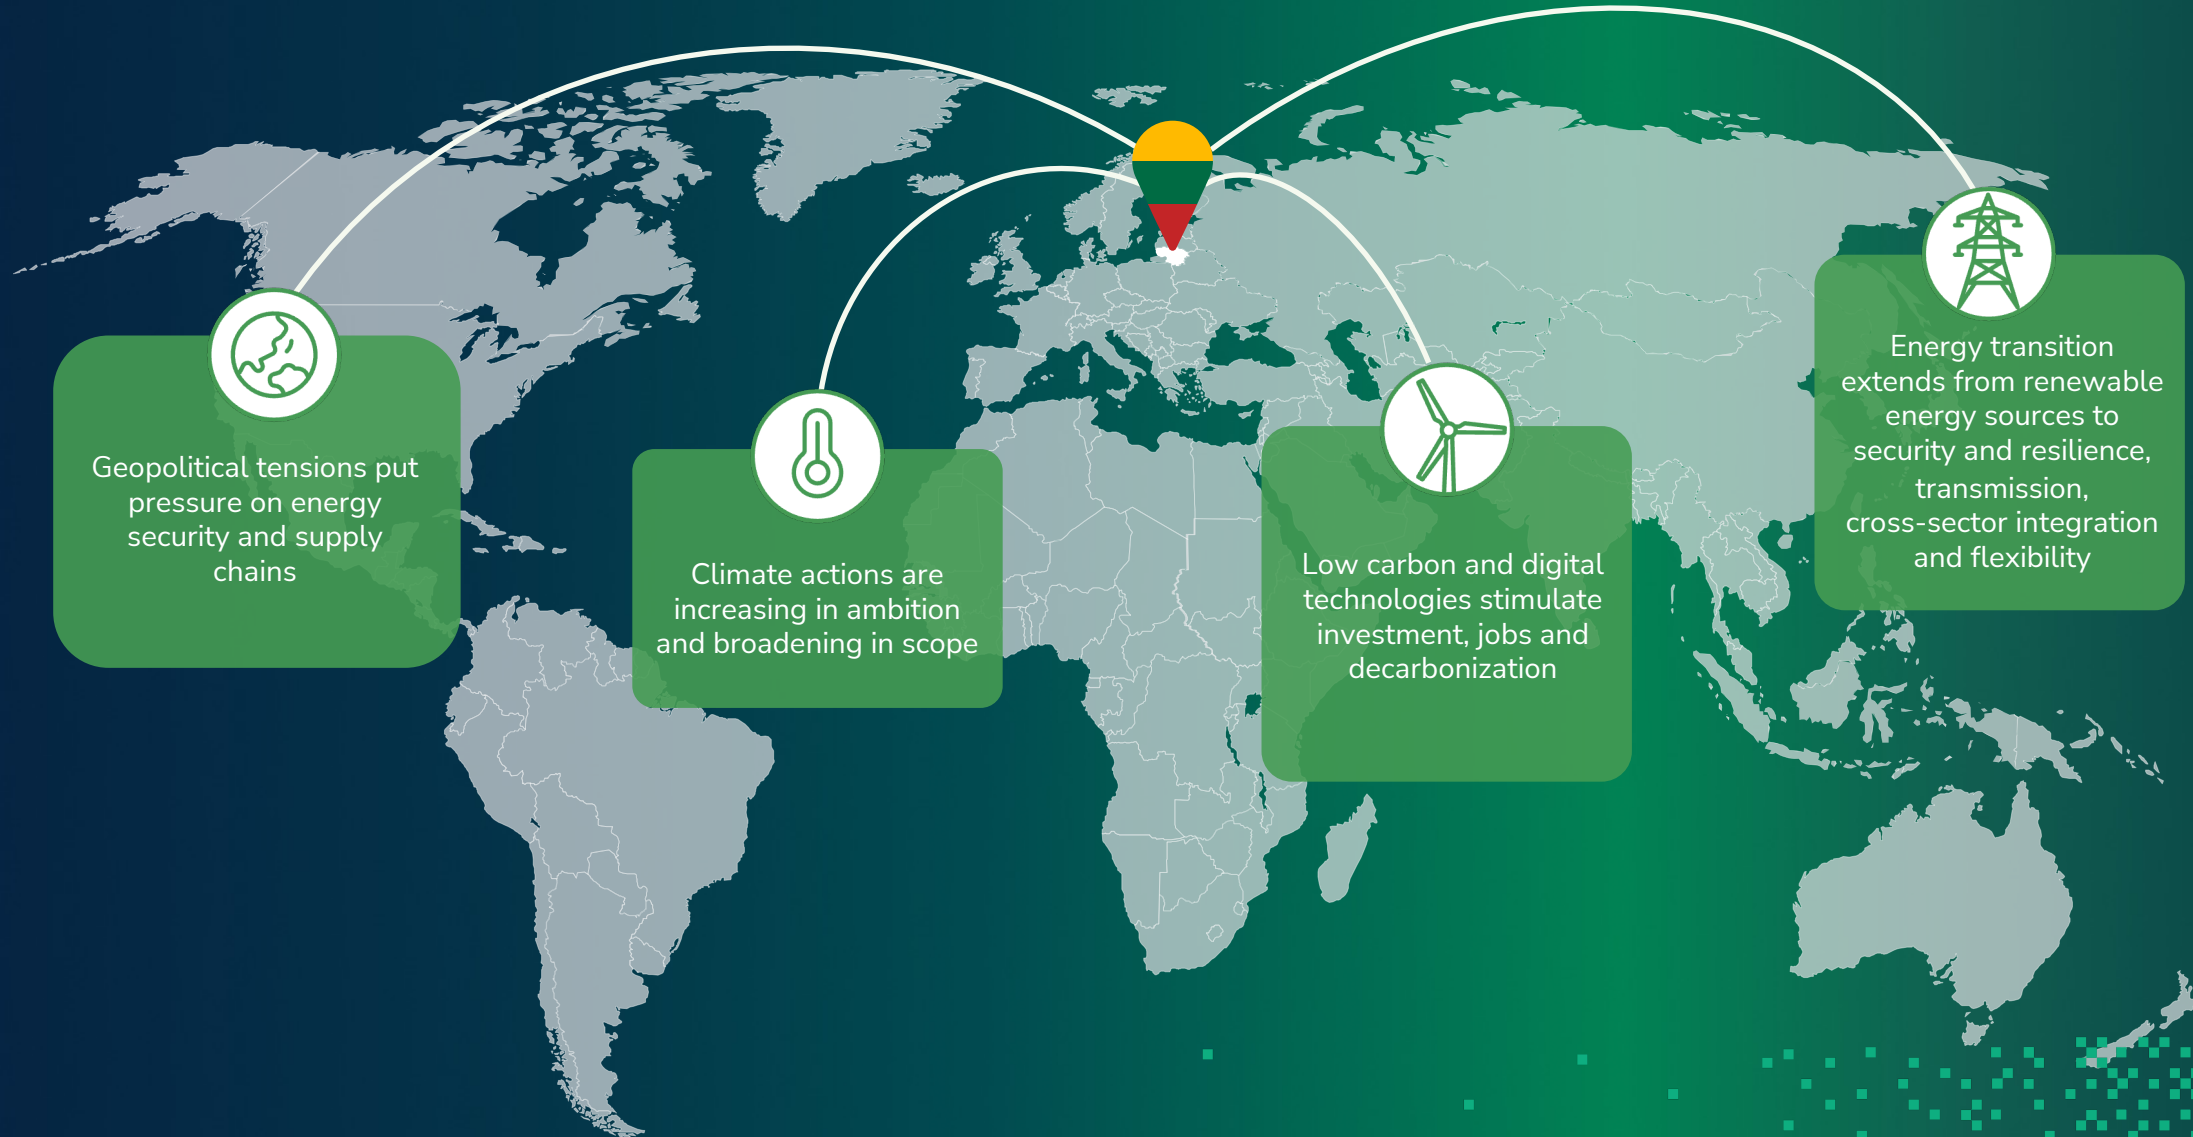 Geopolitical tensions put
pressure on energy
security and supply
chains
Climate actions are
increasing in ambition
and broadening in scope
Low carbon and digital
technologies stimulate
investment, jobs and
decarbonization
Energy transition
extends from renewable
energy sources to
security and resilience,
transmission,
cross-sector integration
and flexibility